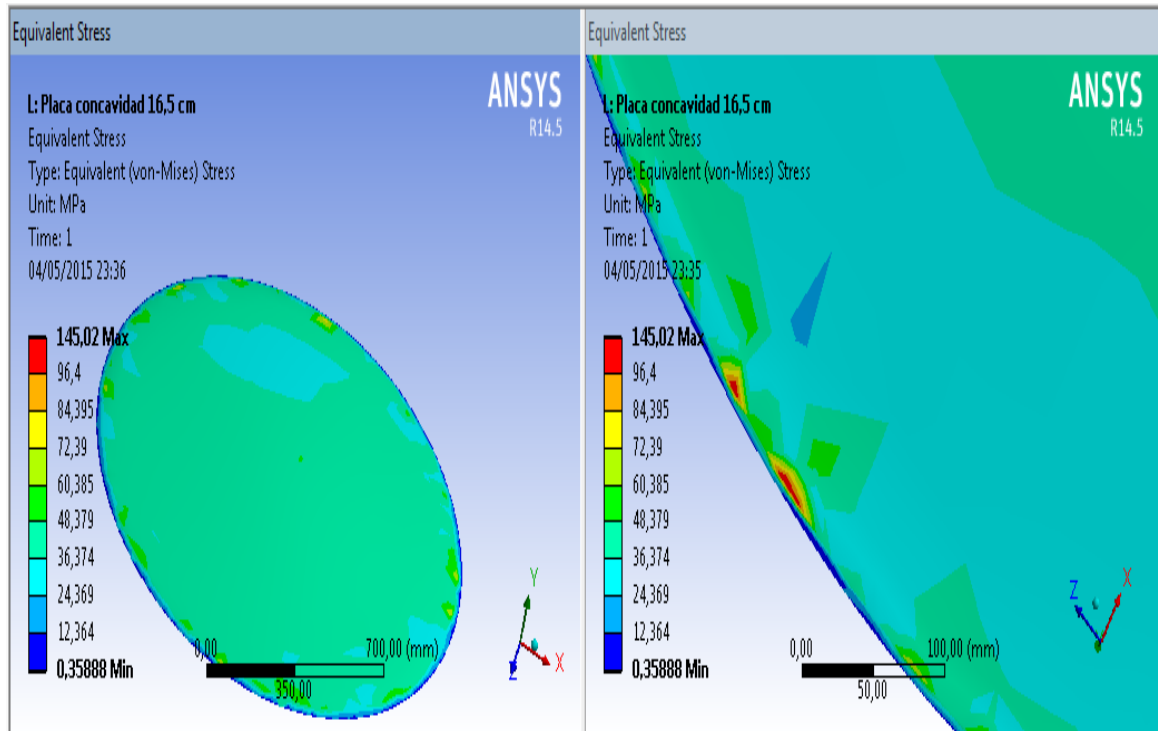 Equivalent Stress
ANSYS
R14.5
L: Placa concavidad 16,5 cm
Equivalent Stress
Type: Equivalent (von-Mises) Stress
Unit: MPa
Time: 1
04/05/2015 23:36
145,02 Max
96,4
84,395
72,39
60,385
48,379
36,374
24,369
12,364
0,35888 Min
0,00
700,00 (mm)
350,00
Y
X
Z
Equivalent Stress
ANSYS
R14.5
L: Placa concavidad 16,5 cm
Equivalent Stress
Type: Equivalent (von-Mises) Stress
Unit: MPa
Time: 1
04/05/2015 23:35
145,02 Max
96,4
84,395
72,39
60,385
48,379
36,374
24,369
12,364
0,35888 Min
0,00
100,00 (mm)
50,00
Z
X